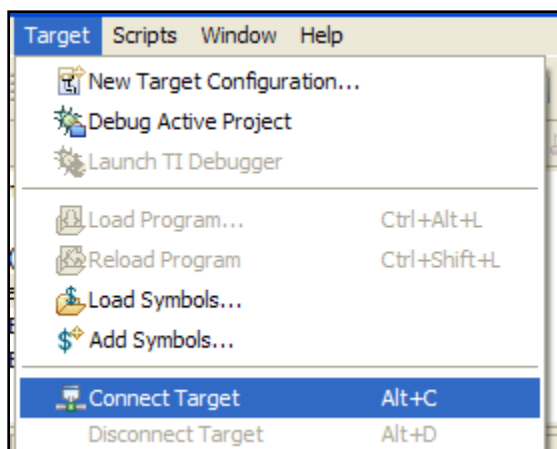 Target Scripts Window Help
New Target Configuration...
Debug Active Project
Launch TI Debugger
Load Program... Ctrl+Alt+L
Reload Program Ctrl+Shift+L
Load Symbols...
Add Symbols...
Connect Target Alt+C
Disconnect Target Alt+D